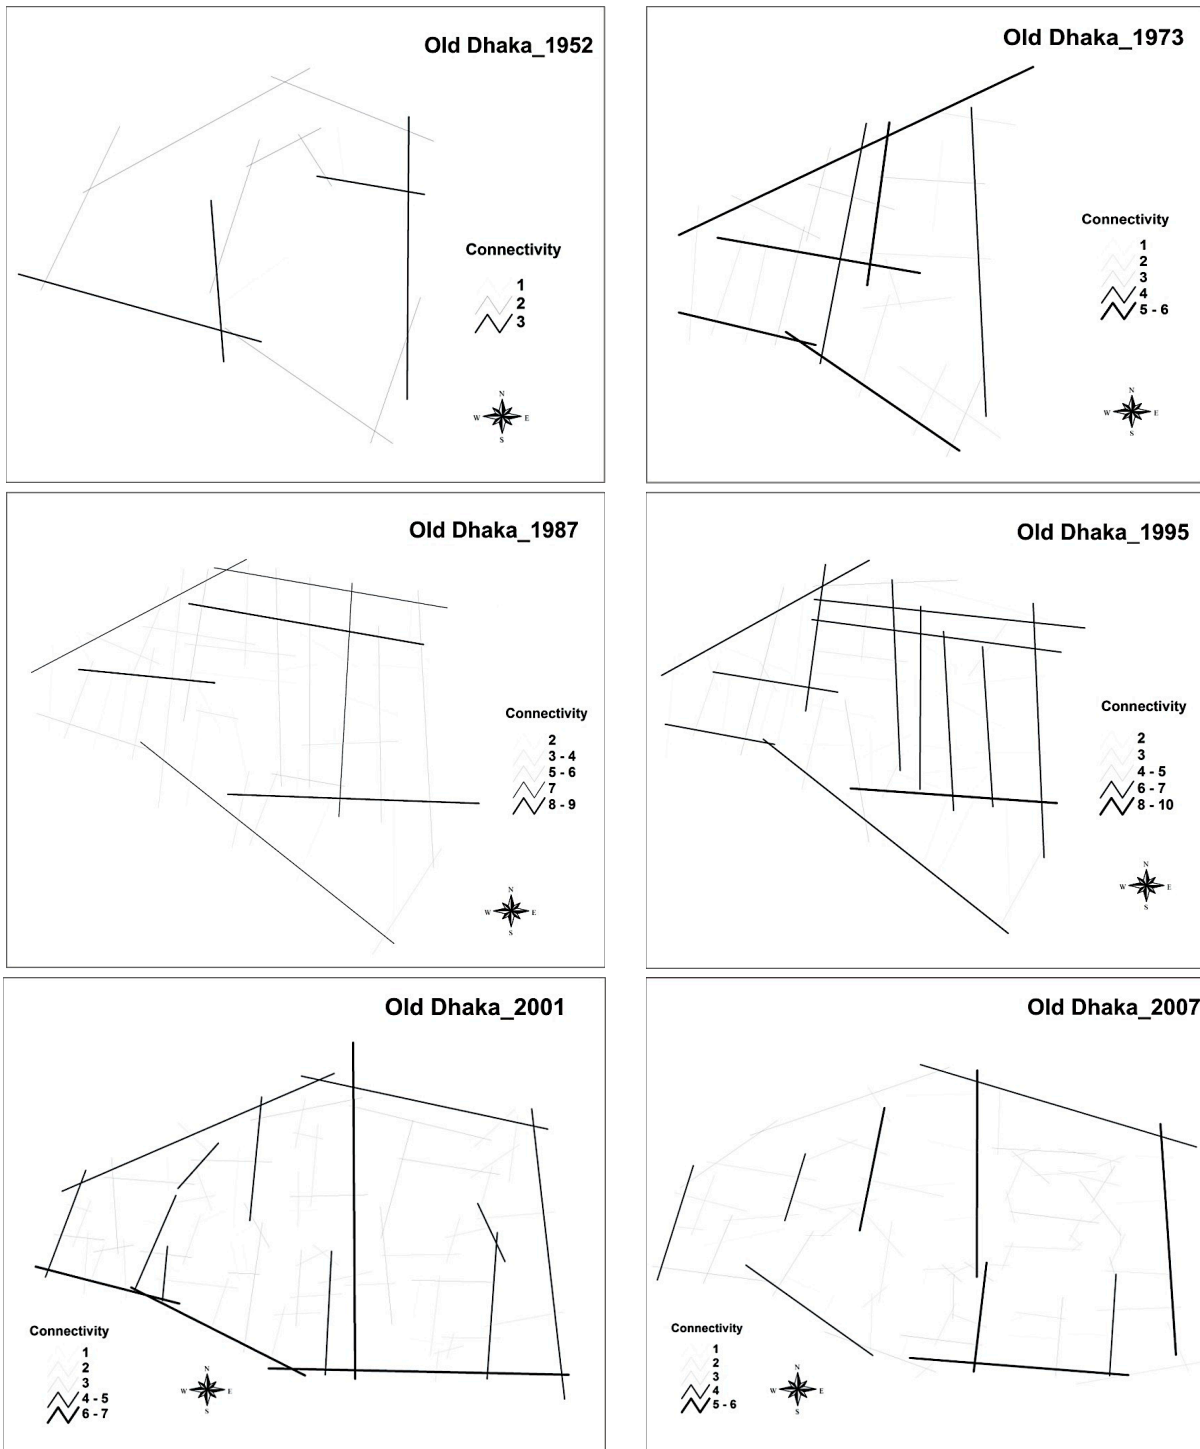 Old Dhaka_1952
Connectivity
1
2
3
N
W E
S
Old Dhaka_1973
Connectivity
1
2
3
4
5 - 6
N
W E
S
Old Dhaka_1987
Connectivity
2
3 - 4
5 - 6
7
8 - 9
N
W E
S
Old Dhaka_1995
Connectivity
2
3
4 - 5
6 - 7
8 - 10
N
W E
S
Old Dhaka_2001
Connectivity
1
2
3
4 - 5
6 - 7
N
W E
S
Old Dhaka_2007
Connectivity
1
2
3
4
5 - 6
N
W E
S